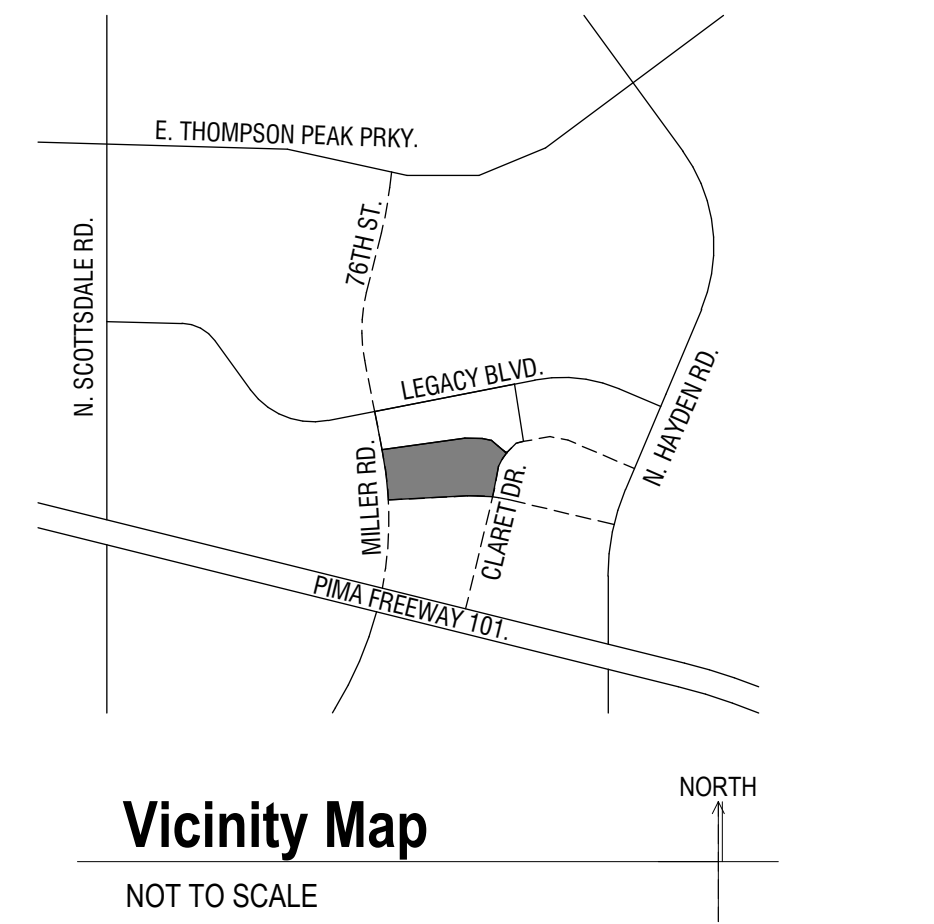 E. THOMPSON PEAK PRKY.
76TH ST.
N. SCOTTSDALE RD.
LEGACY BLVD.
N. HAYDEN RD.
MILLER RD.
CLARET DR.
PIMA FREEWAY 101.
NORTH
Vicinity Map
NOT TO SCALE